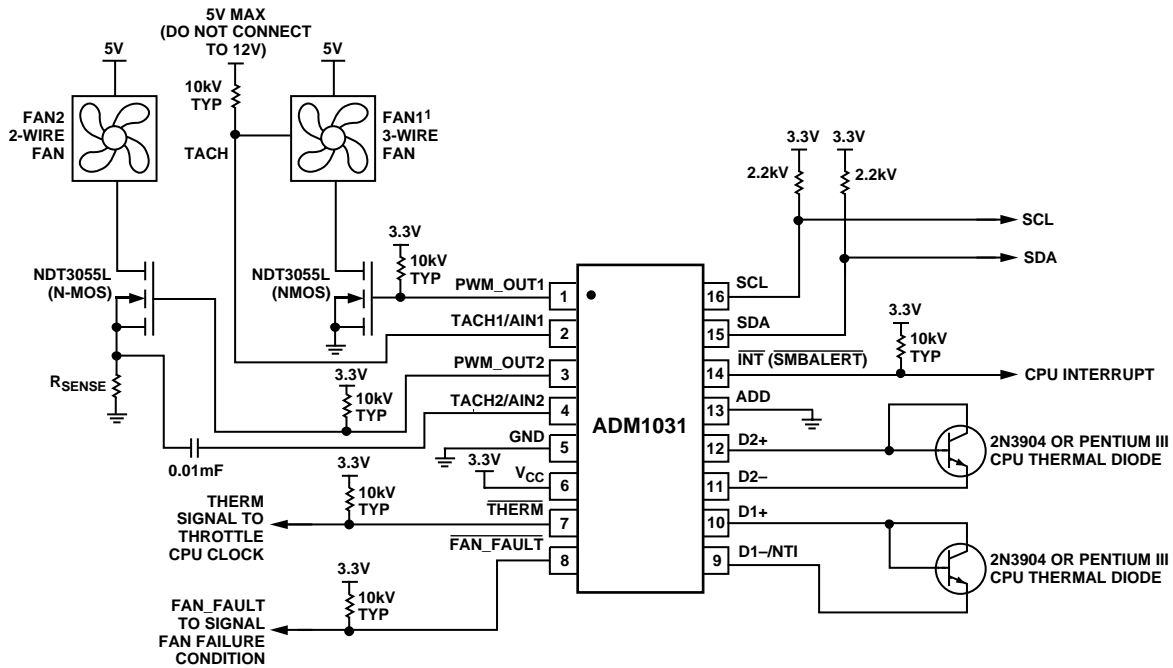 5V MAX
(DO NOT CONNECT
TO 12V)
5V
5V
10kV
TYP
FAN2
2-WIRE
FAN
FAN1¹
3-WIRE
FAN
TACH
3.3V
3.3V
2.2kV
2.2kV
SCL
SDA
3.3V
10kV
TYP
NDT3055L
(N-MOS)
NDT3055L
(NMOS)
PWM_OUT1
1
TACH1/AIN1
2
PWM_OUT2
3
3.3V
10kV
TYP
TACH2/AIN2
4
RSENSE
0.01mF
GND
5
3.3V
VCC
6
THERM
7
FAN_FAULT
8
ADM1031
SCL
16
SDA
15
INT (SMBALERT)
14
3.3V
10kV
TYP
CPU INTERRUPT
ADD
13
D2+
12
D2–
11
2N3904 OR PENTIUM III
CPU THERMAL DIODE
D1+
10
D1–/NTI
9
2N3904 OR PENTIUM III
CPU THERMAL DIODE
3.3V
10kV
TYP
THERM
SIGNAL TO
THROTTLE
CPU CLOCK
3.3V
10kV
TYP
FAN_FAULT
TO SIGNAL
FAN FAILURE
CONDITION